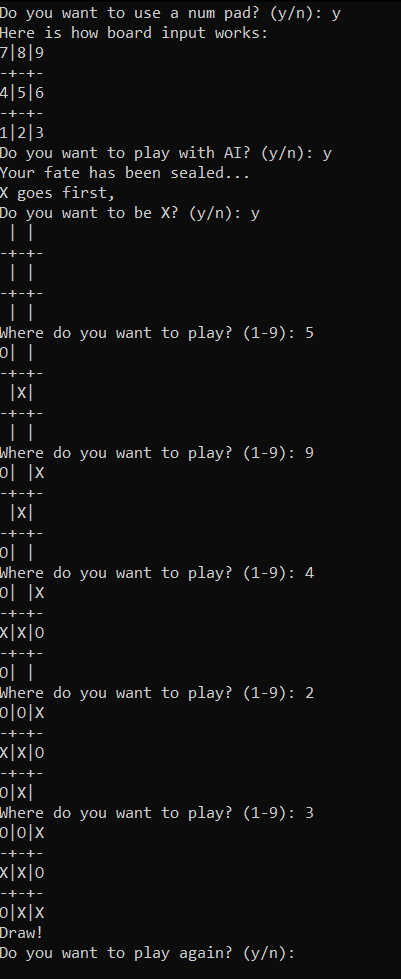 Do you want to use a num pad? (y/n): y
Here is how board input works:
7|8|9
-+-+-
4|5|6
-+-+-
1|2|3
Do you want to play with AI? (y/n): y
Your fate has been sealed...
X goes first,
Do you want to be X? (y/n): y
 | |
-+-+-
 | |
-+-+-
 | |
Where do you want to play? (1-9): 5
O| |
-+-+-
 |X|
-+-+-
 | |
Where do you want to play? (1-9): 9
O| |X
-+-+-
 |X|
-+-+-
O| |
Where do you want to play? (1-9): 4
O| |X
-+-+-
X|X|O
-+-+-
O| |
Where do you want to play? (1-9): 2
O|O|X
-+-+-
X|X|O
-+-+-
O|X|
Where do you want to play? (1-9): 3
O|O|X
-+-+-
X|X|O
-+-+-
O|X|X
Draw!
Do you want to play again? (y/n):